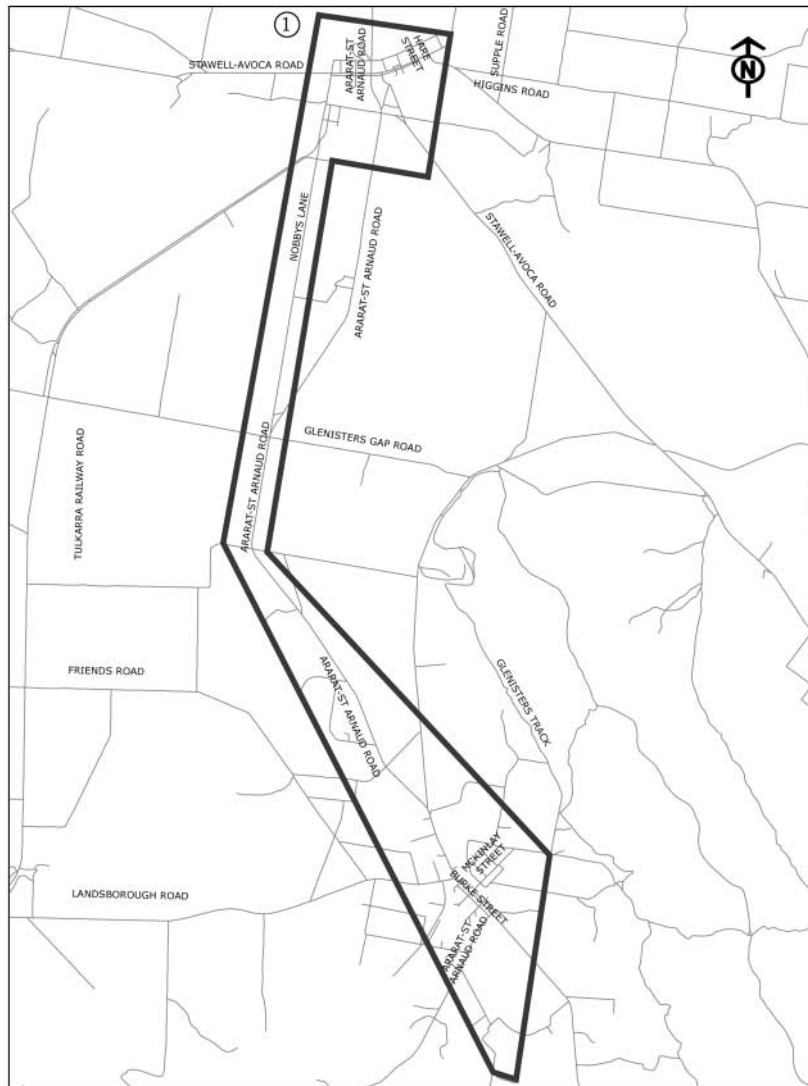 ①
STAWELL-AVOCA ROAD
ARARAT-ST
ARNAUD ROAD
HARE
STREET
SUPPLE ROAD
HIGGINS ROAD
N
NOBBYS LANE
ARARAT-ST ARNAUD ROAD
STAWELL-AVOCA ROAD
GLENISTERS GAP ROAD
TULKARRA RAILWAY ROAD
ARARAT-ST ARNAUD ROAD
FRIENDS ROAD
ARARAT-ST ARNAUD ROAD
GLENISTERS TRACK
MCKINLAY
STREET
BURKE STREET
LANDSBOROUGH ROAD
ARARAT-ST
ARNAUD ROAD